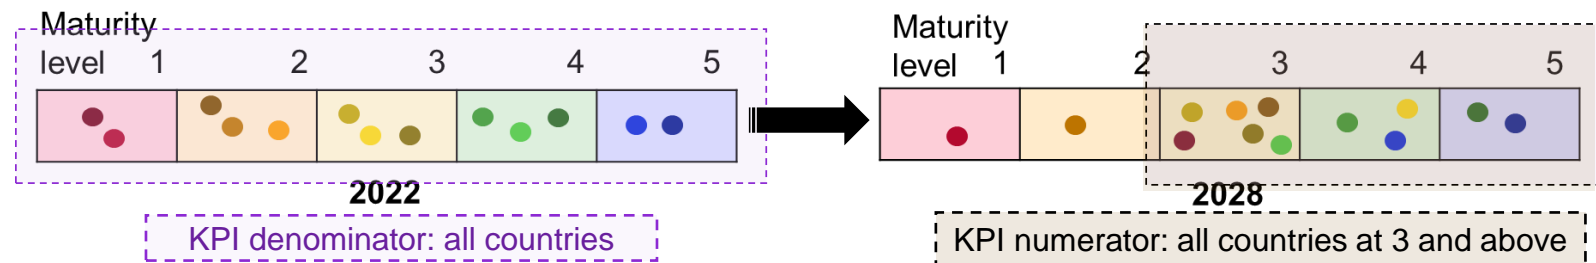 Maturity
level 1 2 3 4 5
2022
KPI denominator: all countries
Maturity
level 1 2 3 4 5
2028
KPI numerator: all countries at 3 and above